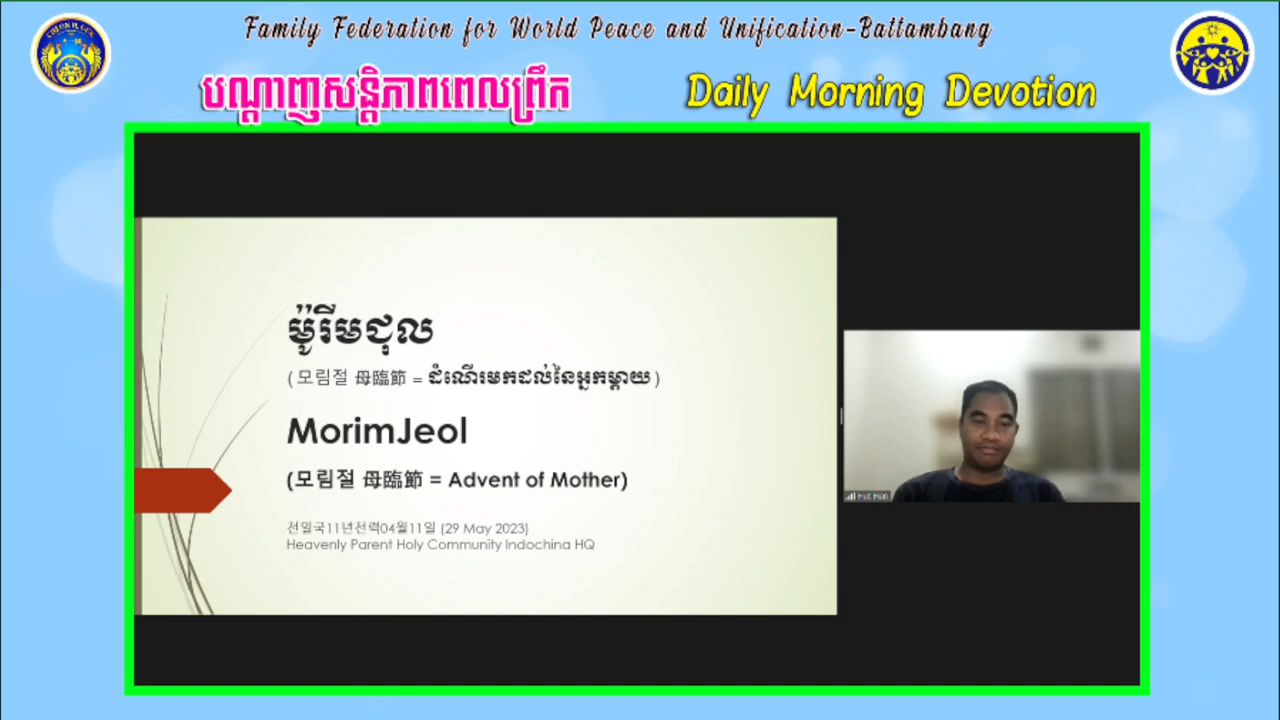 Family Federation for World Peace and Unification-Battambang
បណ្តាញសន្តិភាពពេលព្រឹក
Daily Morning Devotion
ម៉ូរីមជុល
(모림절 母臨節 = ដំណើរមកដល់នៃអ្នកម្តាយ)
MorimJeol
(모림절 母臨節 = Advent of Mother)
천일국11년천력04월11일 (29 May 2023)
Heavenly Parent Holy Community Indochina HQ